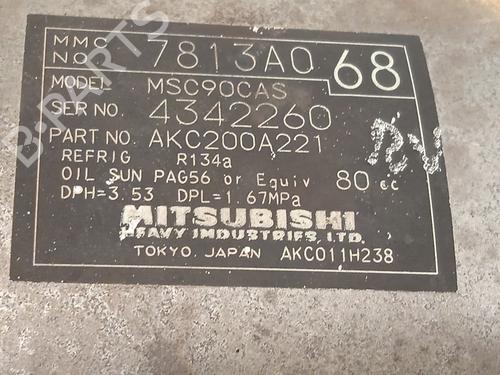 MMC NO. 7813A0 68
MODEL MSC90CAS
SER NO. 4342260
PART NO. AKC200A221
REFRIG R134a
OIL SUN PAG56 or Equiv 80 cc
DPH=3.53 DPL=1.67MPa
MITSUBISHI
HEAVY INDUSTRIES, LTD.
TOKYO, JAPAN AKC011H238
B-PARTS